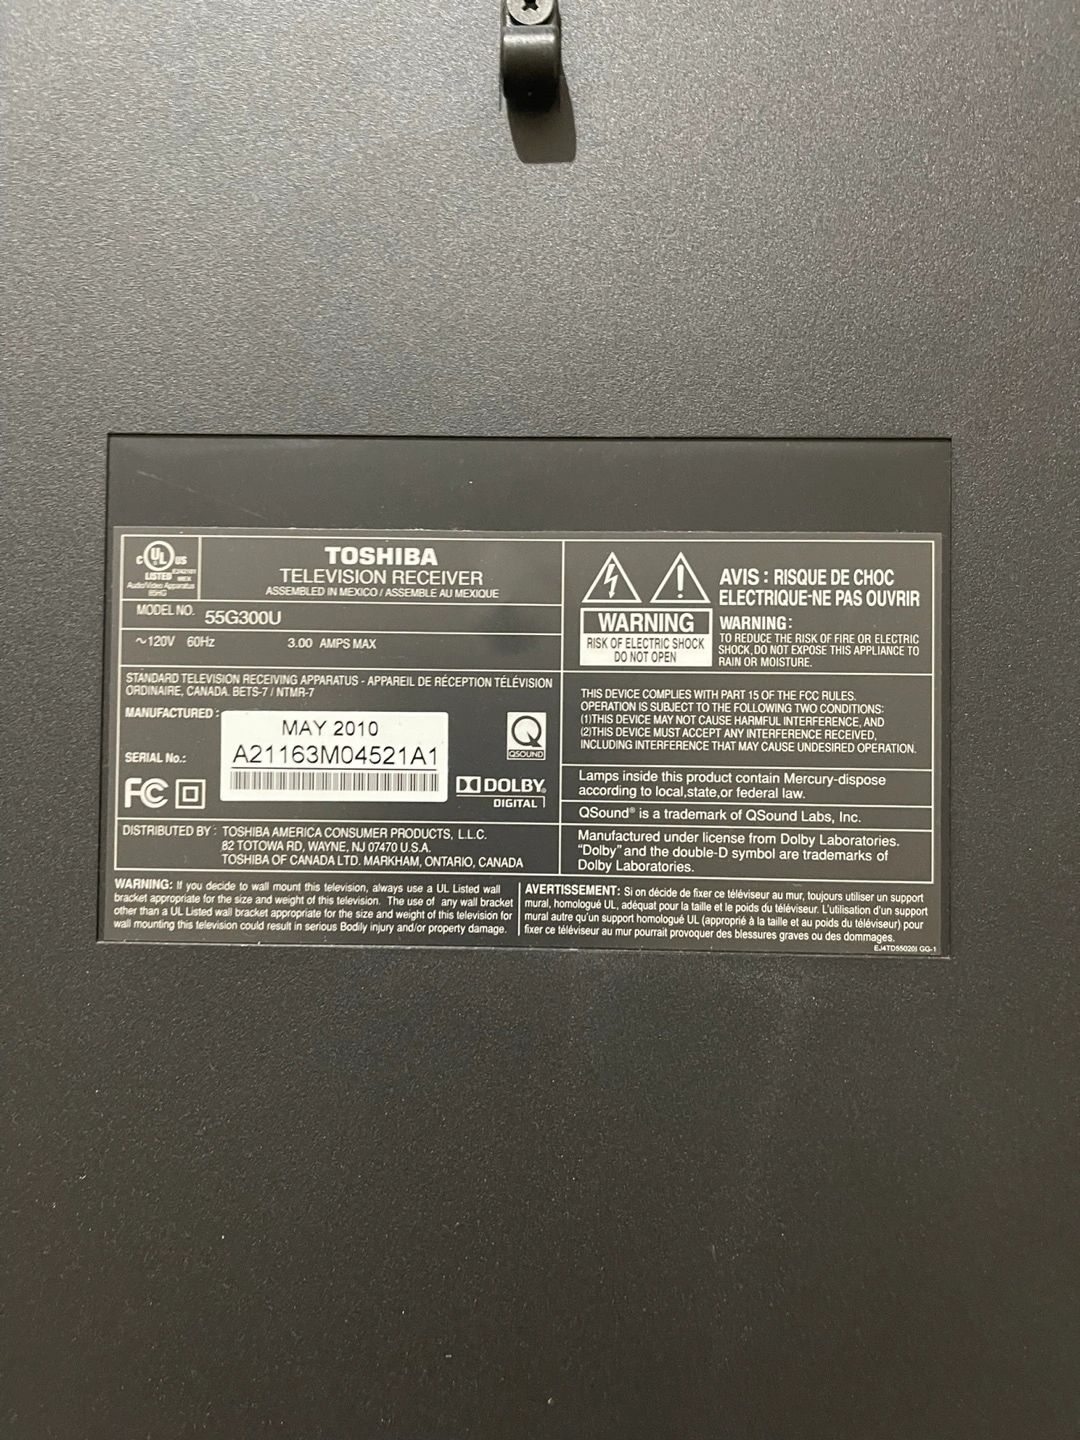 C UL US
LISTED E242101
MEX
Audio/Video Apparatus
85HG
TOSHIBA
TELEVISION RECEIVER
ASSEMBLED IN MEXICO / ASSEMBLE AU MEXIQUE
MODEL NO. 55G300U
~120V 60Hz 3.00 AMPS MAX
STANDARD TELEVISION RECEIVING APPARATUS - APPAREIL DE RÉCEPTION TÉLÉVISION
ORDINAIRE, CANADA. BETS-7 / NTMR-7
MANUFACTURED :
MAY 2010
SERIAL No.: A21163M04521A1
FC
Q
QSOUND
DOLBY
DIGITAL
DISTRIBUTED BY : TOSHIBA AMERICA CONSUMER PRODUCTS, L.L.C.
82 TOTOWA RD, WAYNE, NJ 07470 U.S.A.
TOSHIBA OF CANADA LTD. MARKHAM, ONTARIO, CANADA
AVIS : RISQUE DE CHOC
ELECTRIQUE-NE PAS OUVRIR
WARNING
RISK OF ELECTRIC SHOCK
DO NOT OPEN
WARNING:
TO REDUCE THE RISK OF FIRE OR ELECTRIC
SHOCK, DO NOT EXPOSE THIS APPLIANCE TO
RAIN OR MOISTURE.
THIS DEVICE COMPLIES WITH PART 15 OF THE FCC RULES.
OPERATION IS SUBJECT TO THE FOLLOWING TWO CONDITIONS:
(1)THIS DEVICE MAY NOT CAUSE HARMFUL INTERFERENCE, AND
(2)THIS DEVICE MUST ACCEPT ANY INTERFERENCE RECEIVED,
INCLUDING INTERFERENCE THAT MAY CAUSE UNDESIRED OPERATION.
Lamps inside this product contain Mercury-dispose
according to local,state,or federal law.
QSound® is a trademark of QSound Labs, Inc.
Manufactured under license from Dolby Laboratories.
“Dolby” and the double-D symbol are trademarks of
Dolby Laboratories.
WARNING: If you decide to wall mount this television, always use a UL Listed wall
bracket appropriate for the size and weight of this television. The use of any wall bracket
other than a UL Listed wall bracket appropriate for the size and weight of this television for
wall mounting this television could result in serious Bodily injury and/or property damage.
AVERTISSEMENT: Si on décide de fixer ce téléviseur au mur, toujours utiliser un support
mural, homologué UL, adéquat pour la taille et le poids du téléviseur. L'utilisation d'un support
mural autre qu'un support homologué UL (approprié à la taille et au poids du téléviseur) pour
fixer ce téléviseur au mur pourrait provoquer des blessures graves ou des dommages.
EJ4TD55020I GG-1